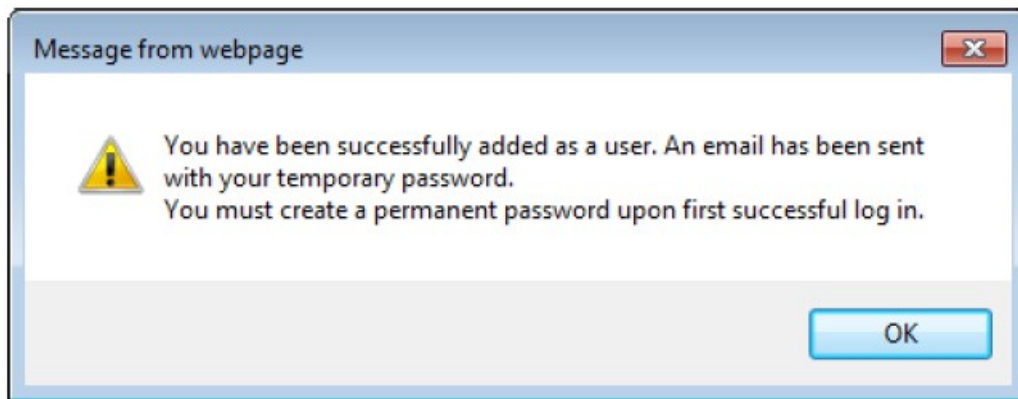 Message from webpage
You have been successfully added as a user. An email has been sent
with your temporary password.
You must create a permanent password upon first successful log in.
OK